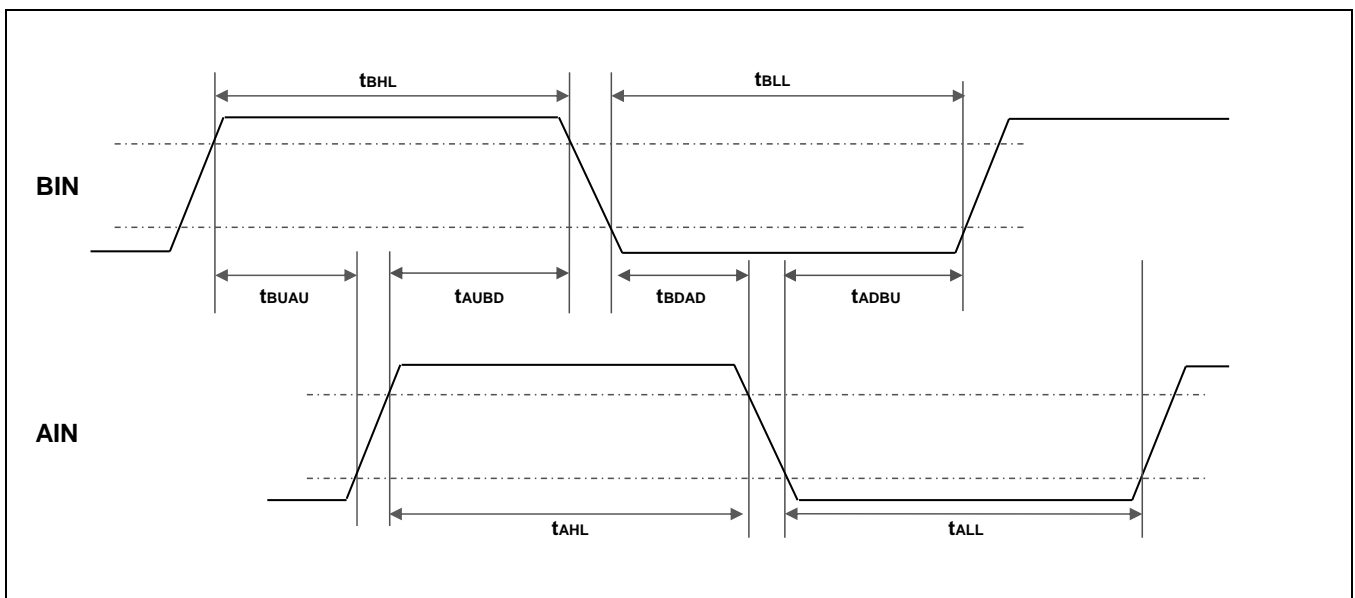 tBHL
tBLL
BIN
tBUAU
tAUBD
tBDAD
tADBU
AIN
tAHL
tALL